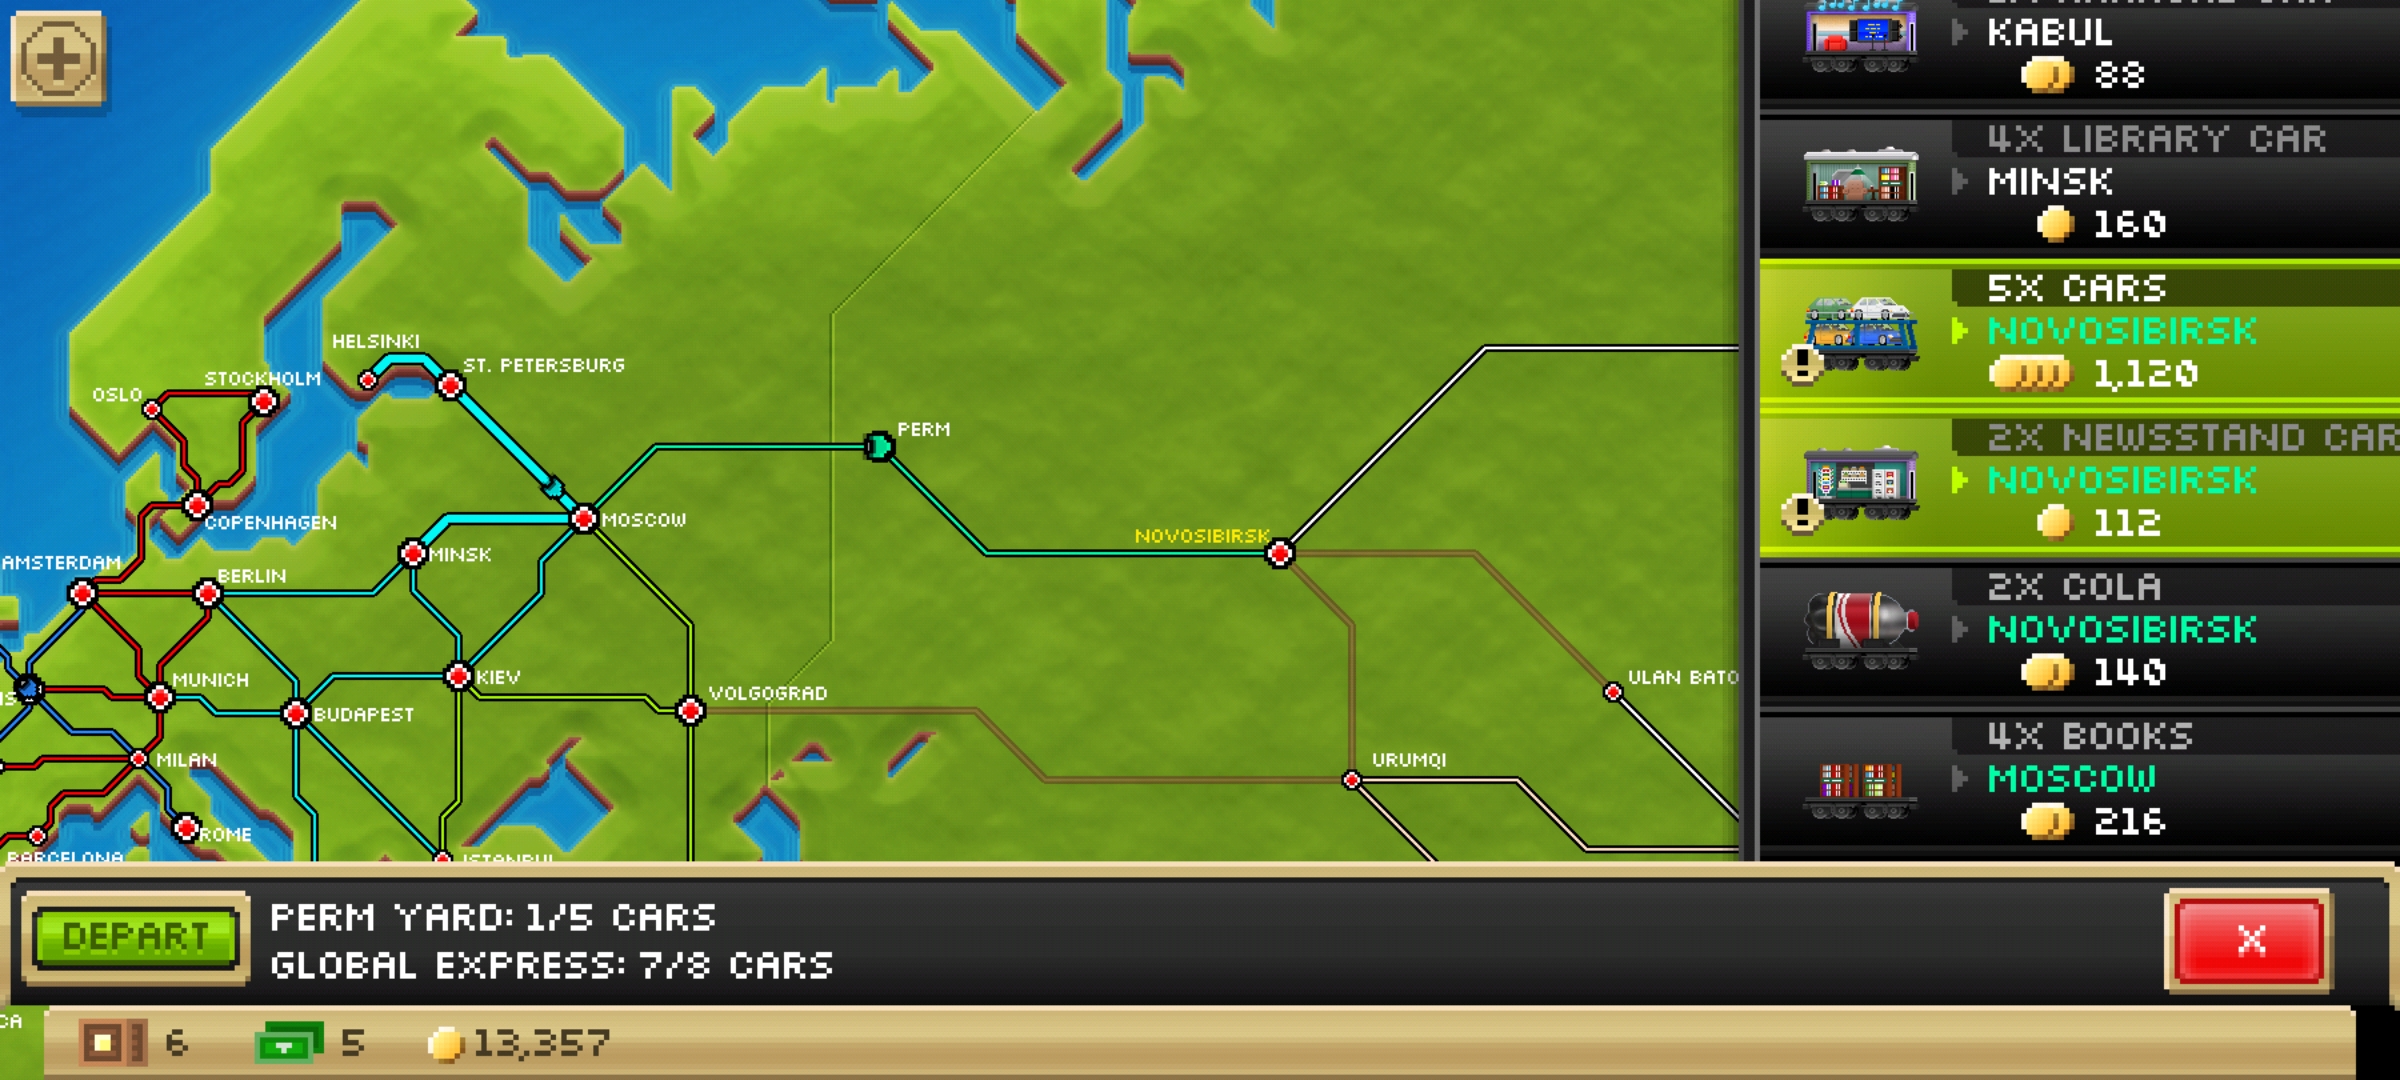 KABUL
88
4X LIBRARY CAR
MINSK
160
5X CARS
NOVOSIBIRSK
1,120
2X NEWSSTAND CAR
NOVOSIBIRSK
112
2X COLA
NOVOSIBIRSK
140
4X BOOKS
MOSCOW
216
HELSINKI
ST. PETERSBURG
STOCKHOLM
OSLO
PERM
COPENHAGEN
MOSCOW
NOVOSIBIRSK
MINSK
AMSTERDAM
BERLIN
KIEV
MUNICH
ULAN BATO
VOLGOGRAD
BUDAPEST
MILAN
URUMQI
ROME
BARCELONA
ISTANBUL
DEPART
PERM YARD: 1/5 CARS
GLOBAL EXPRESS: 7/8 CARS
X
CA
6
5
13,357